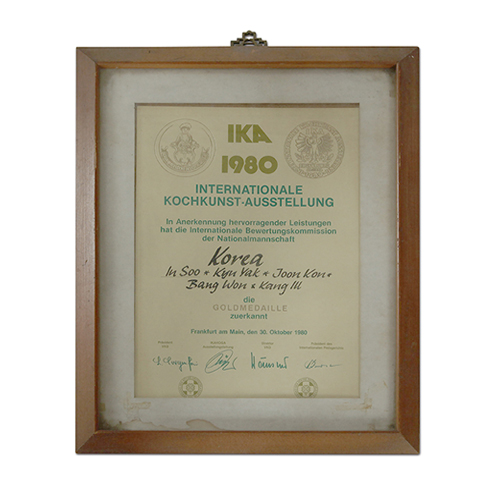 IKA
1980
INTERNATIONALE
KOCHKUNST-AUSSTELLUNG
In Anerkennung hervorragender Leistungen
hat die Internationale Bewertungskommission
der Nationalmannschaft
Korea
In Soo * Kyu Yak * Joon Kon *
Bang Won * Kang Ill
die
GOLDMEDAILLE
zuerkannt
Frankfurt am Main, den 30. Oktober 1980